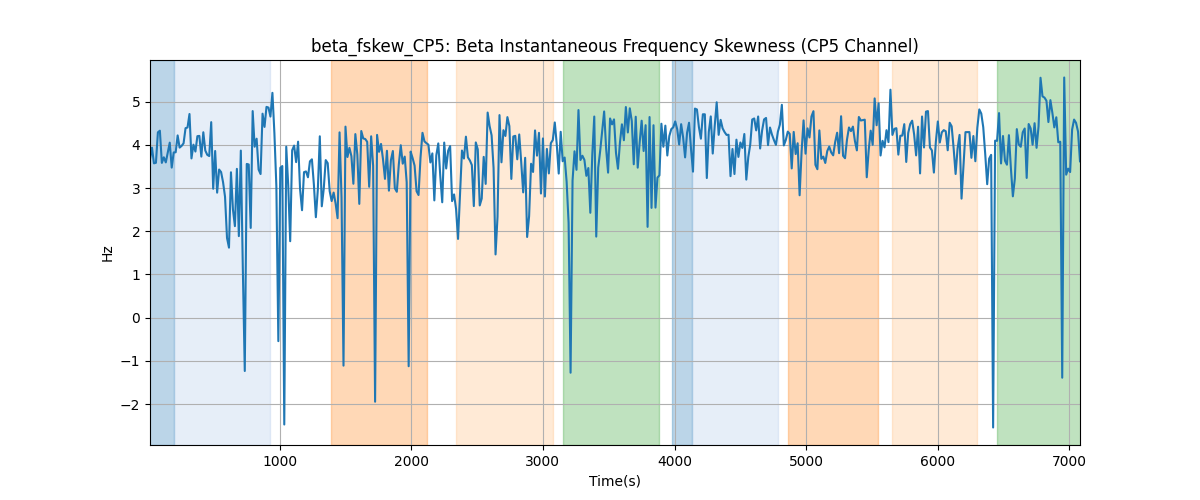 beta_fskew_CP5: Beta Instantaneous Frequency Skewness (CP5 Channel)
Hz
5
4
3
2
1
0
−1
−2
1000 2000 3000 4000 5000 6000 7000
Time(s)